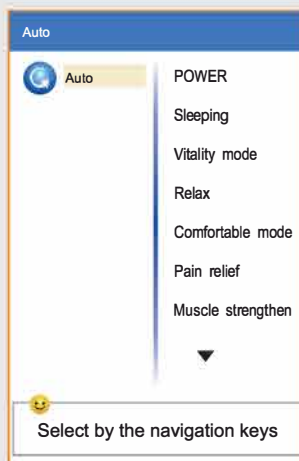 Auto
Auto
POWER
Sleeping
Vitality mode
Relax
Comfortable mode
Pain relief
Muscle strengthen
Select by the navigation keys